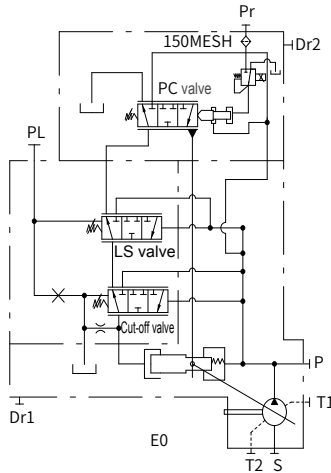 Pr
150MESH
Dr2
PC valve
PL
LS valve
Cut-off valve
P
T1
Dr1
E0
T2 S